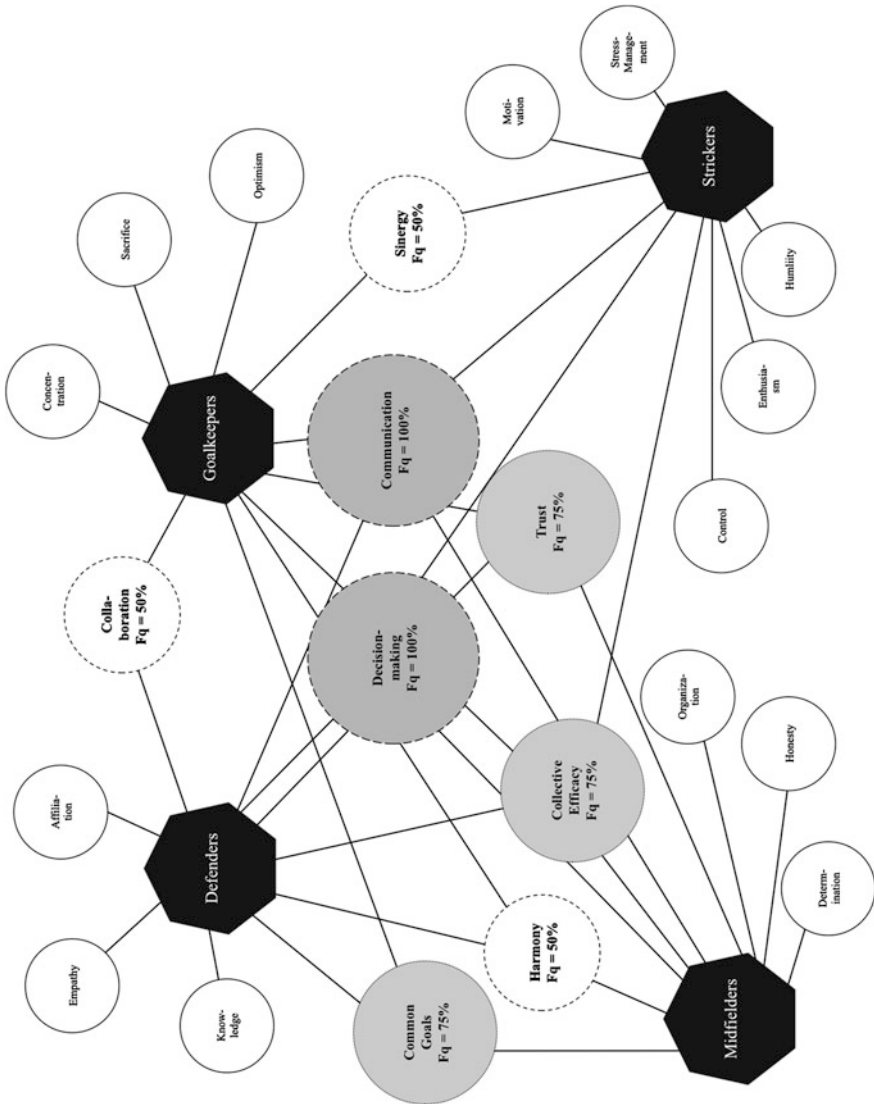 Empathy
Affilia-
tion
Colla-
boration
Fq = 50%
Concen-
tration
Sacrifice
Know-
ledge
Defenders
Goalkeepers
Optimism
Common
Goals
Fq = 75%
Decision-
making
Fq = 100%
Communication
Fq = 100%
Sinergy
Fq = 50%
Harmony
Fq = 50%
Collective
Efficacy
Fq = 75%
Trust
Fq = 75%
Moti-
vation
Stress-
Manage-
ment
Organiza-
tion
Control
Midfielders
Strickers
Determ-
ination
Honesty
Enthusia-
sm
Humliity